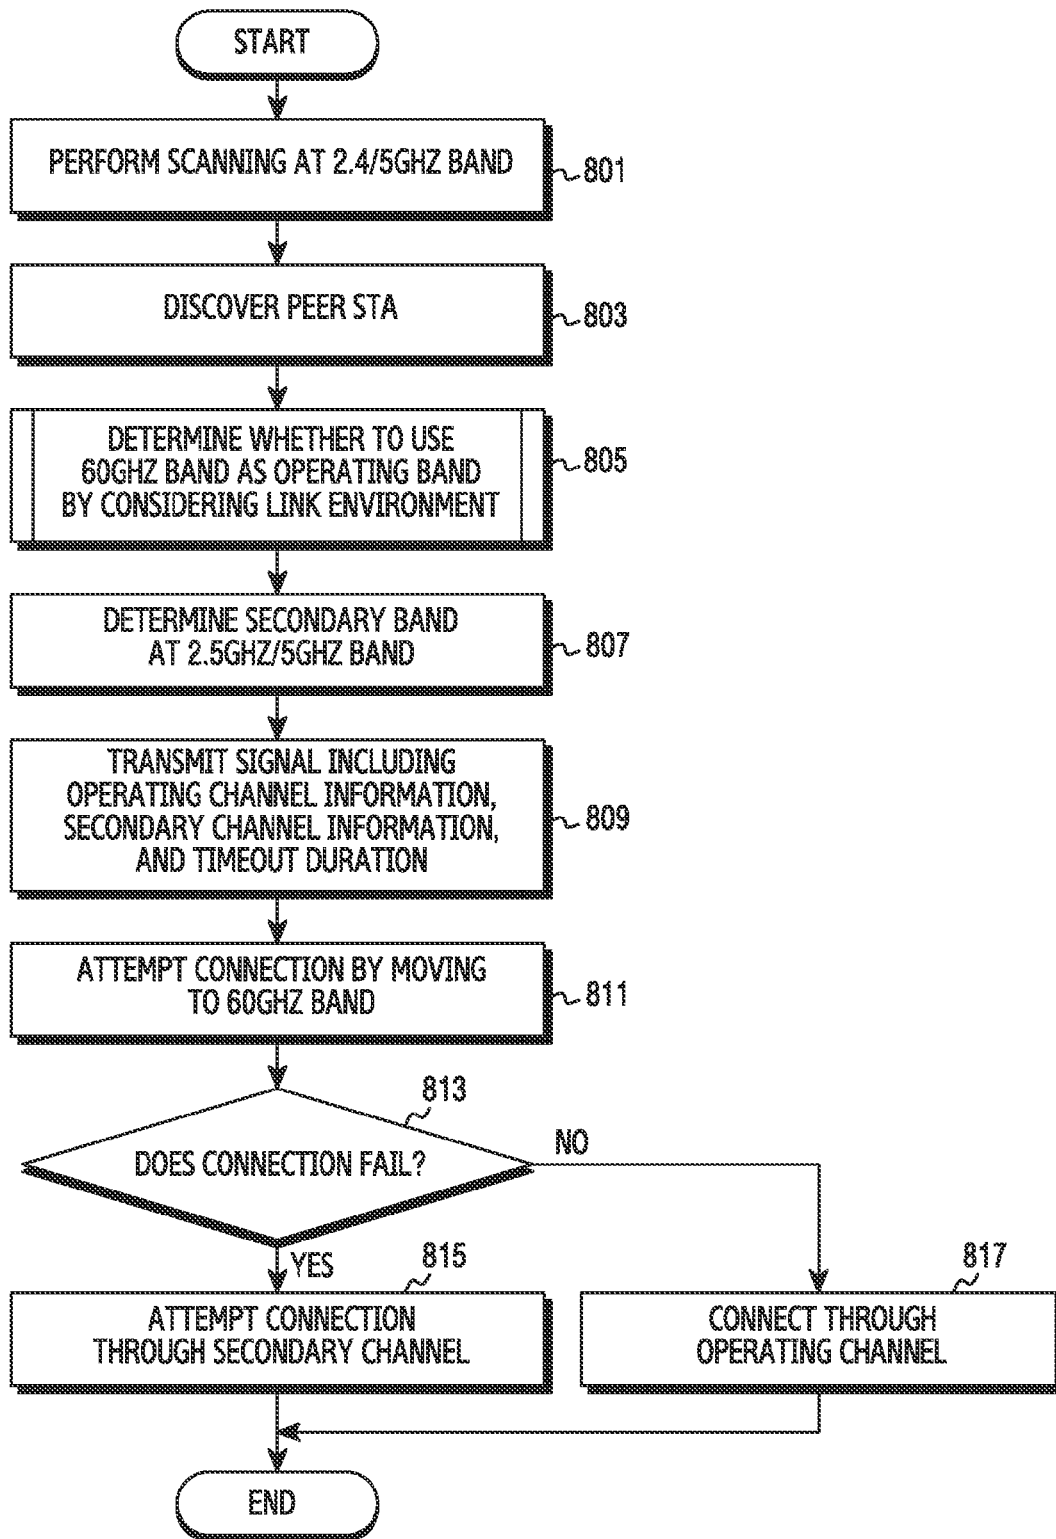 START
PERFORM SCANNING AT 2.4/5GHZ BAND
801
DISCOVER PEER STA
803
DETERMINE WHETHER TO USE
60GHZ BAND AS OPERATING BAND
BY CONSIDERING LINK ENVIRONMENT
805
DETERMINE SECONDARY BAND
AT 2.5GHZ/5GHZ BAND
807
TRANSMIT SIGNAL INCLUDING
OPERATING CHANNEL INFORMATION,
SECONDARY CHANNEL INFORMATION,
AND TIMEOUT DURATION
809
ATTEMPT CONNECTION BY MOVING
TO 60GHZ BAND
811
813
DOES CONNECTION FAIL?
NO
YES
815
ATTEMPT CONNECTION
THROUGH SECONDARY CHANNEL
817
CONNECT THROUGH
OPERATING CHANNEL
END